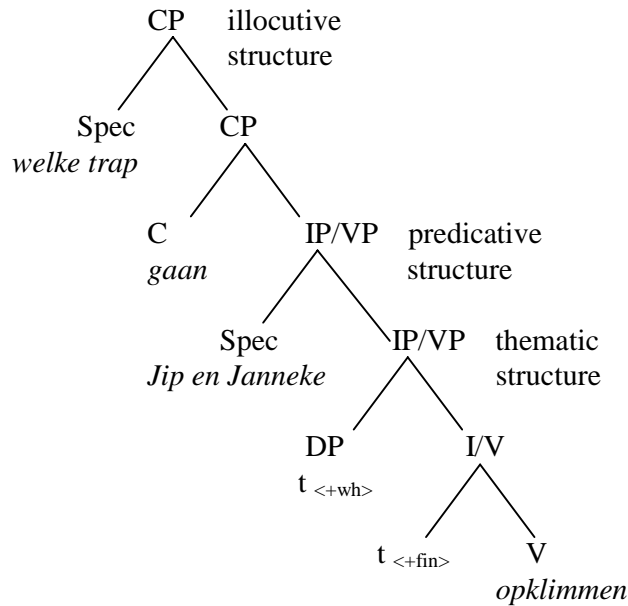 CP illocutive
structure
Spec CP
welke trap
C IP/VP predicative
gaan structure
Spec IP/VP thematic
Jip en Janneke structure
DP I/V
t <+wh>
t <+fin> V
opklimmen